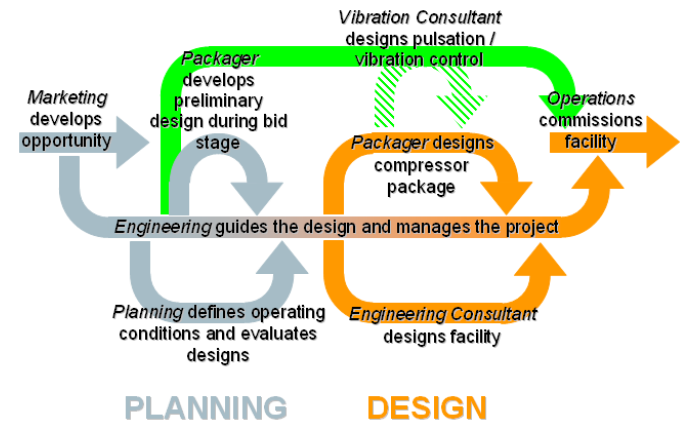 Vibration Consultant
designs pulsation /
vibration control
Packager
develops
preliminary
design during bid
stage
Marketing
develops
opportunity
Operations
commissions
facility
Packager designs
compressor
package
Engineering guides the design and manages the project
Planning defines operating
conditions and evaluates
designs
Engineering Consultant
designs facility
PLANNING
DESIGN